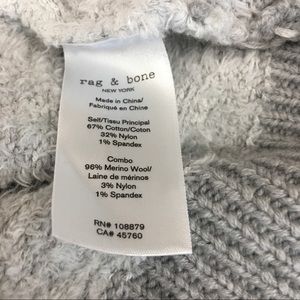 rag & bone
NEW YORK
Made in China/
Fabriqué en Chine
Self/Tissu Principal
67% Cotton/Coton
32% Nylon
1% Spandex
Combo
96% Merino Wool/
Laine de mérinos
3% Nylon
1% Spandex
RN# 108879
CA# 45760